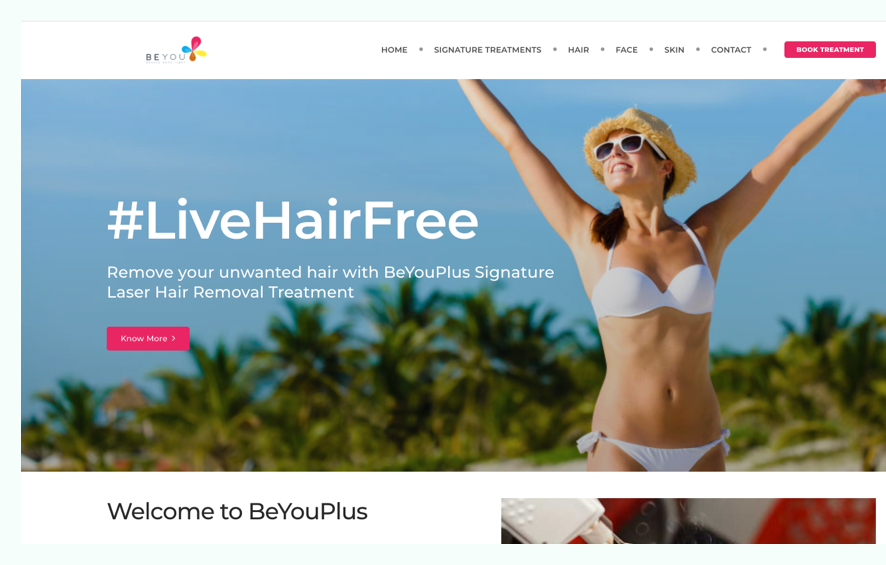 BEYOU
HOME
SIGNATURE TREATMENTS
HAIR
FACE
SKIN
CONTACT
BOOK TREATMENT
#LiveHairFree
Remove your unwanted hair with BeYouPlus Signature
Laser Hair Removal Treatment
Know More
Welcome to BeYouPlus